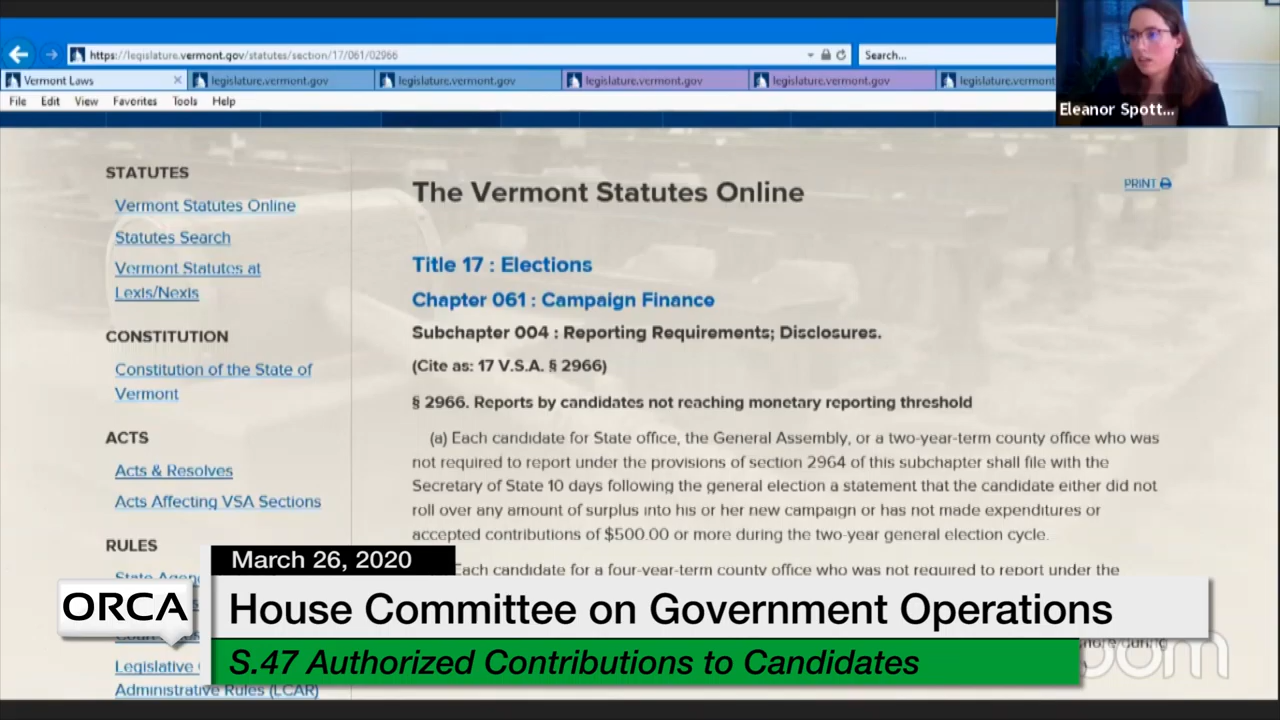 https://legislature.vermont.gov/statutes/section/17/061/02966
Search...
Vermont Laws
legislature.vermont.gov
legislature.vermont.gov
legislature.vermont.gov
legislature.vermont.gov
legislature.vermont
File Edit View Favorites Tools Help
Eleanor Spott...
STATUTES
Vermont Statutes Online
Statutes Search
Vermont Statutes at
Lexis/Nexis
CONSTITUTION
Constitution of the State of
Vermont
ACTS
Acts & Resolves
Acts Affecting VSA Sections
RULES
State Agen
Legislative
Administrative Rules (LCAR)
The Vermont Statutes Online
PRINT
Title 17 : Elections
Chapter 061 : Campaign Finance
Subchapter 004 : Reporting Requirements; Disclosures.
(Cite as: 17 V.S.A. § 2966)
§ 2966. Reports by candidates not reaching monetary reporting threshold
(a) Each candidate for State office, the General Assembly, or a two-year-term county office who was
not required to report under the provisions of section 2964 of this subchapter shall file with the
Secretary of State 10 days following the general election a statement that the candidate either did not
roll over any amount of surplus into his or her new campaign or has not made expenditures or
accepted contributions of $500.00 or more during the two-year general election cycle.
Each candidate for a four-year-term county office who was not required to report under the
March 26, 2020
ORCA
House Committee on Government Operations
S.47 Authorized Contributions to Candidates